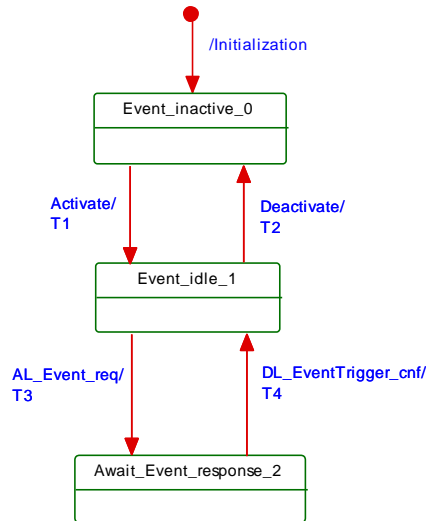 /Initialization
Event_inactive_0
Activate/
T1
Deactivate/
T2
Event_idle_1
AL_Event_req/
T3
DL_EventTrigger_cnf/
T4
Await_Event_response_2